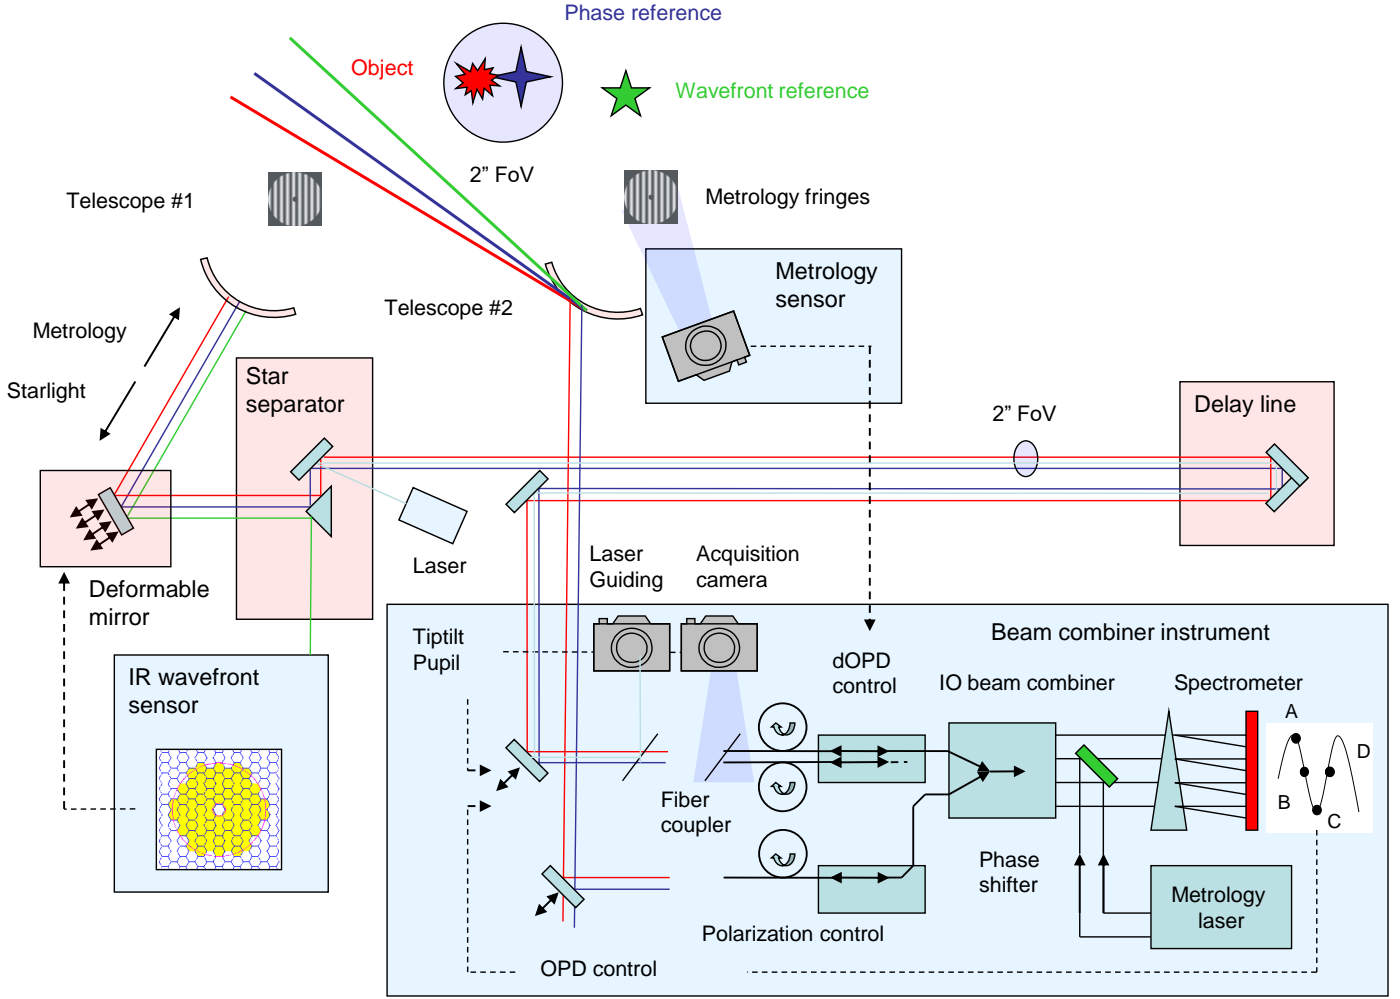 Phase reference
Object
Wavefront reference
2” FoV
Telescope #1
Metrology fringes
Metrology
sensor
Telescope #2
Metrology
Starlight
Star
separator
2” FoV
Delay line
Laser
Laser
Guiding
Acquisition
camera
Deformable
mirror
Tiptilt
Pupil
Beam combiner instrument
dOPD
control
IO beam combiner
Spectrometer
IR wavefront
sensor
A
D
B
C
Fiber
coupler
Phase
shifter
Metrology
laser
Polarization control
OPD control